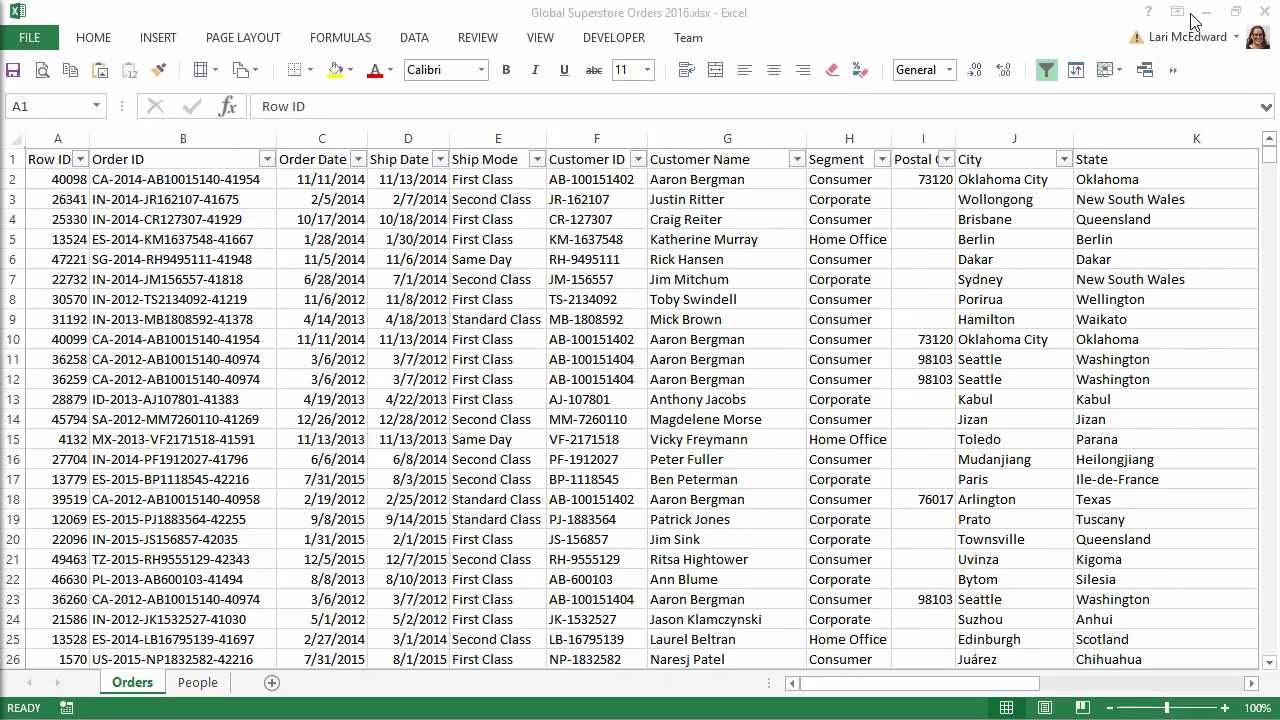 Global Superstore Orders 2016.xlsx - Excel
FILE HOME INSERT PAGE LAYOUT FORMULAS DATA REVIEW VIEW DEVELOPER Team Lari McEdward
Calibri B I U abc 11 General
A1 fx Row ID
A B C D E F G H I J K
1 Row ID Order ID Order Date Ship Date Ship Mode Customer ID Customer Name Segment Postal City State
2 40098 CA-2014-AB10015140-41954 11/11/2014 11/13/2014 First Class AB-100151402 Aaron Bergman Consumer 73120 Oklahoma City Oklahoma
3 26341 IN-2014-JR162107-41675 2/5/2014 2/7/2014 Second Class JR-162107 Justin Ritter Corporate Wollongong New South Wales
4 25330 IN-2014-CR127307-41929 10/17/2014 10/18/2014 First Class CR-127307 Craig Reiter Consumer Brisbane Queensland
5 13524 ES-2014-KM1637548-41667 1/28/2014 1/30/2014 First Class KM-1637548 Katherine Murray Home Office Berlin Berlin
6 47221 SG-2014-RH9495111-41948 11/5/2014 11/6/2014 Same Day RH-9495111 Rick Hansen Consumer Dakar Dakar
7 22732 IN-2014-JM156557-41818 6/28/2014 7/1/2014 Second Class JM-156557 Jim Mitchum Corporate Sydney New South Wales
8 30570 IN-2012-TS2134092-41219 11/6/2012 11/8/2012 First Class TS-2134092 Toby Swindell Consumer Porirua Wellington
9 31192 IN-2013-MB1808592-41378 4/14/2013 4/18/2013 Standard Class MB-1808592 Mick Brown Consumer Hamilton Waikato
10 40099 CA-2014-AB10015140-41954 11/11/2014 11/13/2014 First Class AB-100151402 Aaron Bergman Consumer 73120 Oklahoma City Oklahoma
11 36258 CA-2012-AB10015140-40974 3/6/2012 3/7/2012 First Class AB-100151404 Aaron Bergman Consumer 98103 Seattle Washington
12 36259 CA-2012-AB10015140-40974 3/6/2012 3/7/2012 First Class AB-100151404 Aaron Bergman Consumer 98103 Seattle Washington
13 28879 ID-2013-AJ107801-41383 4/19/2013 4/22/2013 First Class AJ-107801 Anthony Jacobs Corporate Kabul Kabul
14 45794 SA-2012-MM7260110-41269 12/26/2012 12/28/2012 Second Class MM-7260110 Magdelene Morse Consumer Jizan Jizan
15 4132 MX-2013-VF2171518-41591 11/13/2013 11/13/2013 Same Day VF-2171518 Vicky Freymann Home Office Toledo Parana
16 27704 IN-2014-PF1912027-41796 6/6/2014 6/8/2014 Second Class PF-1912027 Peter Fuller Consumer Mudanjiang Heilongjiang
17 13779 ES-2015-BP1118545-42216 7/31/2015 8/3/2015 Second Class BP-1118545 Ben Peterman Corporate Paris Ile-de-France
18 39519 CA-2012-AB10015140-40958 2/19/2012 2/25/2012 Standard Class AB-100151402 Aaron Bergman Consumer 76017 Arlington Texas
19 12069 ES-2015-PJ1883564-42255 9/8/2015 9/14/2015 Standard Class PJ-1883564 Patrick Jones Corporate Prato Tuscany
20 22096 IN-2015-JS156857-42035 1/31/2015 2/1/2015 First Class JS-156857 Jim Sink Corporate Townsville Queensland
21 49463 TZ-2015-RH9555129-42343 12/5/2015 12/7/2015 Second Class RH-9555129 Ritsa Hightower Consumer Uvinza Kigoma
22 46630 PL-2013-AB600103-41494 8/8/2013 8/10/2013 First Class AB-600103 Ann Blume Corporate Bytom Silesia
23 36260 CA-2012-AB10015140-40974 3/6/2012 3/7/2012 First Class AB-100151404 Aaron Bergman Consumer 98103 Seattle Washington
24 21586 IN-2012-JK1532527-41030 5/1/2012 5/2/2012 First Class JK-1532527 Jason Klamczynski Corporate Suzhou Anhui
25 13528 ES-2014-LB16795139-41697 2/27/2014 3/1/2014 Second Class LB-16795139 Laurel Beltran Home Office Edinburgh Scotland
26 1570 US-2015-NP1832582-42216 7/31/2015 8/1/2015 First Class NP-1832582 Naresj Patel Consumer Juárez Chihuahua
Orders People
READY 100%